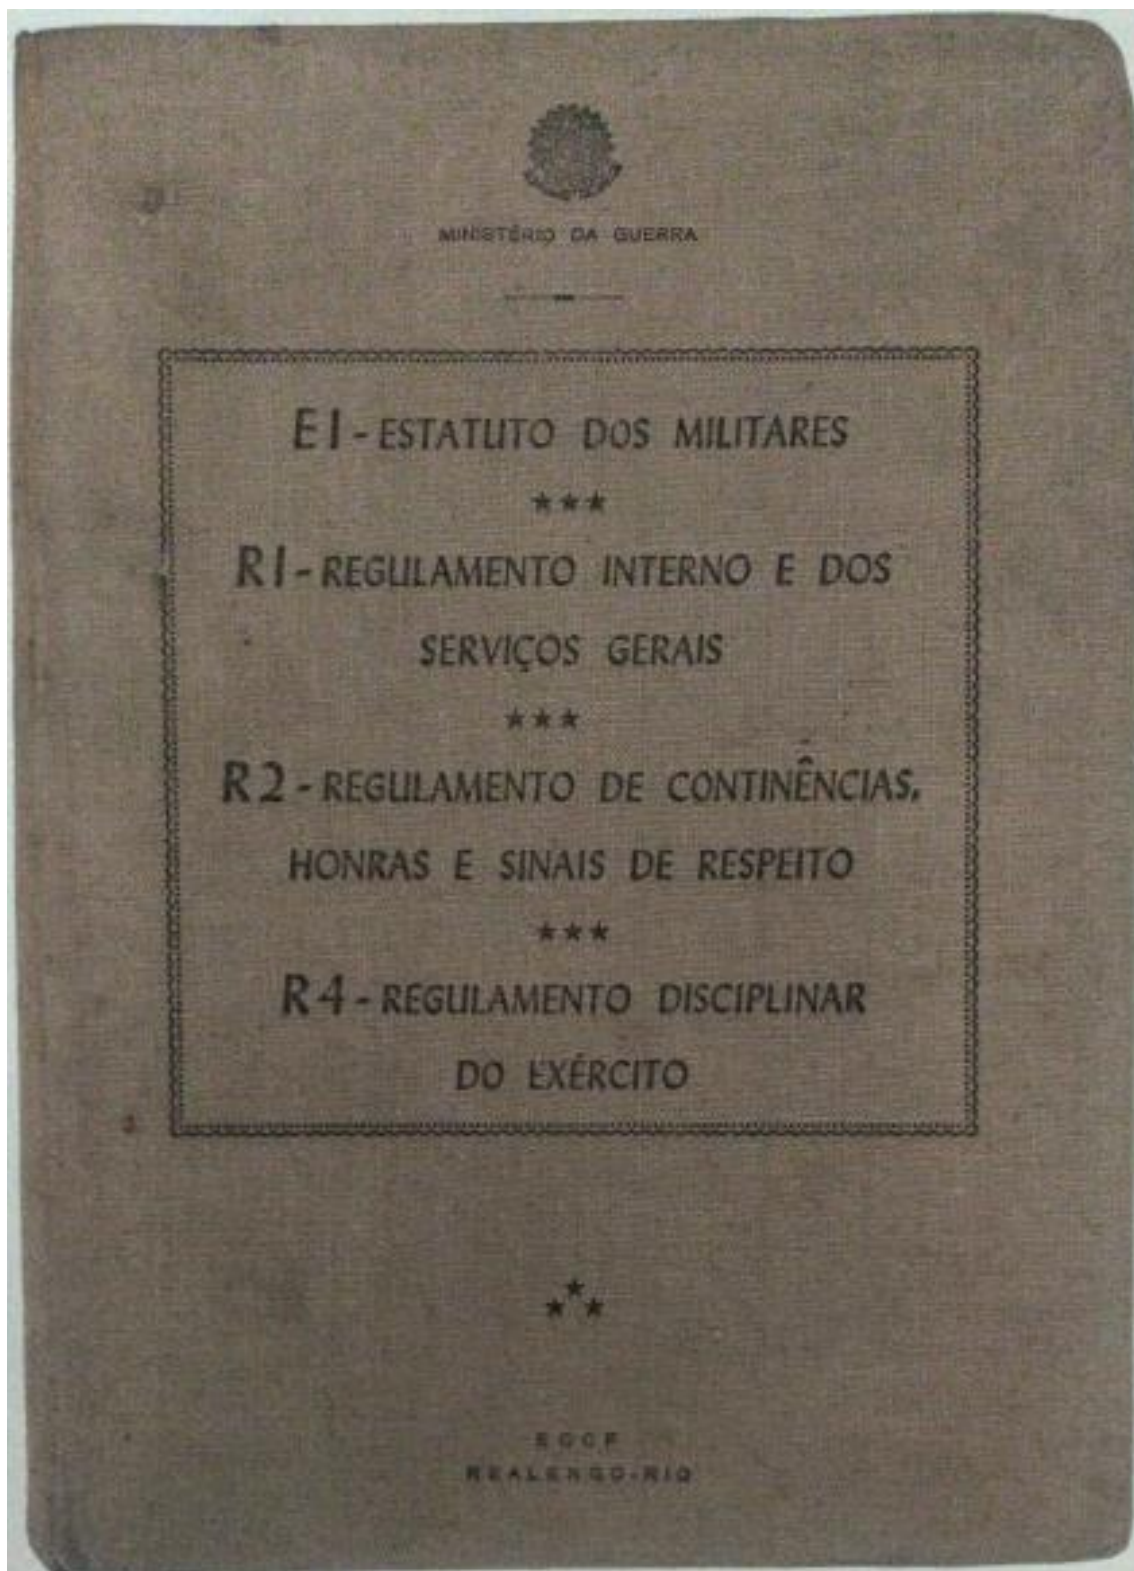 MINISTÉRIO DA GUERRA
E1-ESTATUTO DOS MILITARES
R1-REGULAMENTO INTERNO E DOS
SERVIÇOS GERAIS
R2-REGULAMENTO DE CONTINÊNCIAS,
HONRAS E SINAIS DE RESPEITO
R4-REGULAMENTO DISCIPLINAR
DO EXÉRCITO
REALENGO-RIO